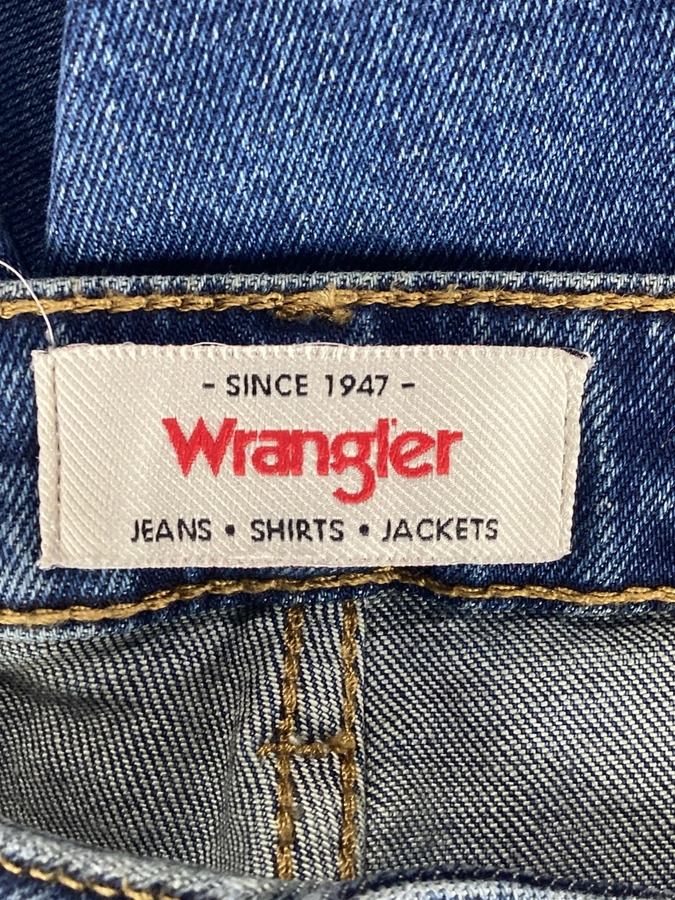 - SINCE 1947 -
Wrangler
JEANS • SHIRTS • JACKETS